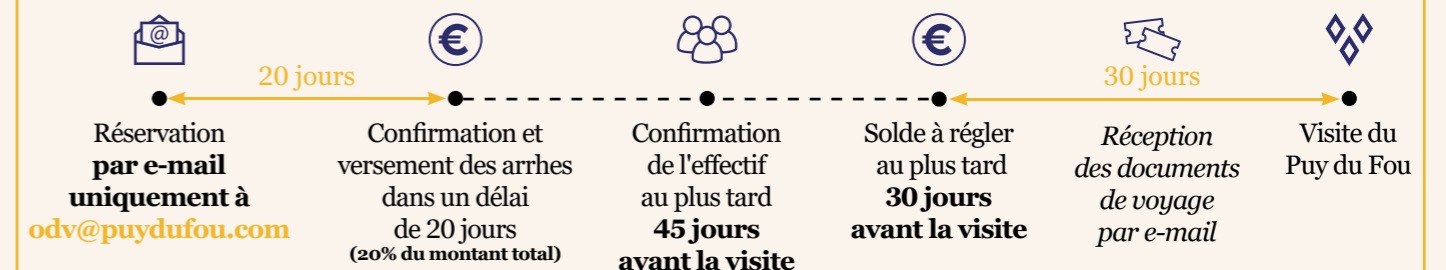 @
€
€
20 jours
30 jours
Réservation
par e-mail
uniquement à
odv@puydufou.com
Confirmation et
versement des arrhes
dans un délai
de 20 jours
(20% du montant total)
Confirmation
de l'effectif
au plus tard
45 jours
avant la visite
Solde à régler
au plus tard
30 jours
avant la visite
Réception
des documents
de voyage
par e-mail
Visite du
Puy du Fou